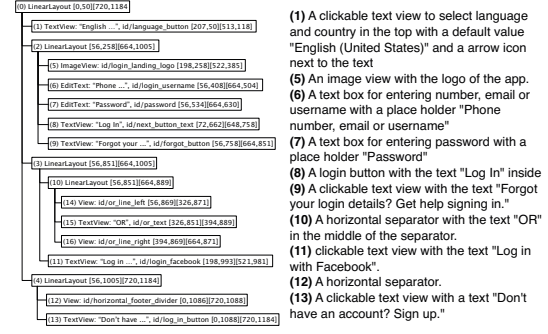 (0) LinearLayout [0,50][720,1184
(1) TextView: "English ...", id/language_button [207,50][513,118]
(2) LinearLayout [56,258][664,1005]
(5) ImageView: id/login_landing_logo [198,258][522,385]
(6) EditText: "Phone ...", id/login_username [56,408][664,504]
(7) EditText: "Password", id/password [56,534][664,630]
(8) TextView: "Log In", id/next_button_text [72,662][648,758]
(9) TextView: "Forgot your ...", id/forgot_button [56,758][664,851]
(3) LinearLayout [56,851][664,1005]
(10) LinearLayout [56,851][664,889]
(14) View: id/or_line_left [56,869][326,871]
(15) TextView: "OR", id/or_text [326,851][394,889]
(16) View: id/or_line_right [394,869][664,871]
(11) TextView: "Log in ...", id/login_facebook [198,993][521,981]
(4) LinearLayout [56,1005][720,1184]
(12) View: id/horizontal_footer_divider [0,1086][720,1088]
(13) TextView: "Don't have ...", id/log_in_button [0,1088][720,1184]
(1) A clickable text view to select language
and country in the top with a default value
"English (United States)" and a arrow icon
next to the text
(5) An image view with the logo of the app.
(6) A text box for entering number, email or
username with a place holder "Phone
number, email or username"
(7) A text box for entering password with a
place holder "Password"
(8) A login button with the text "Log In" inside
(9) A clickable text view with the text "Forgot
your login details? Get help signing in."
(10) A horizontal separator with the text "OR"
in the middle of the separator.
(11) clickable text view with the text "Log in
with Facebook".
(12) A horizontal separator.
(13) A clickable text view with a text "Don't
have an account? Sign up."